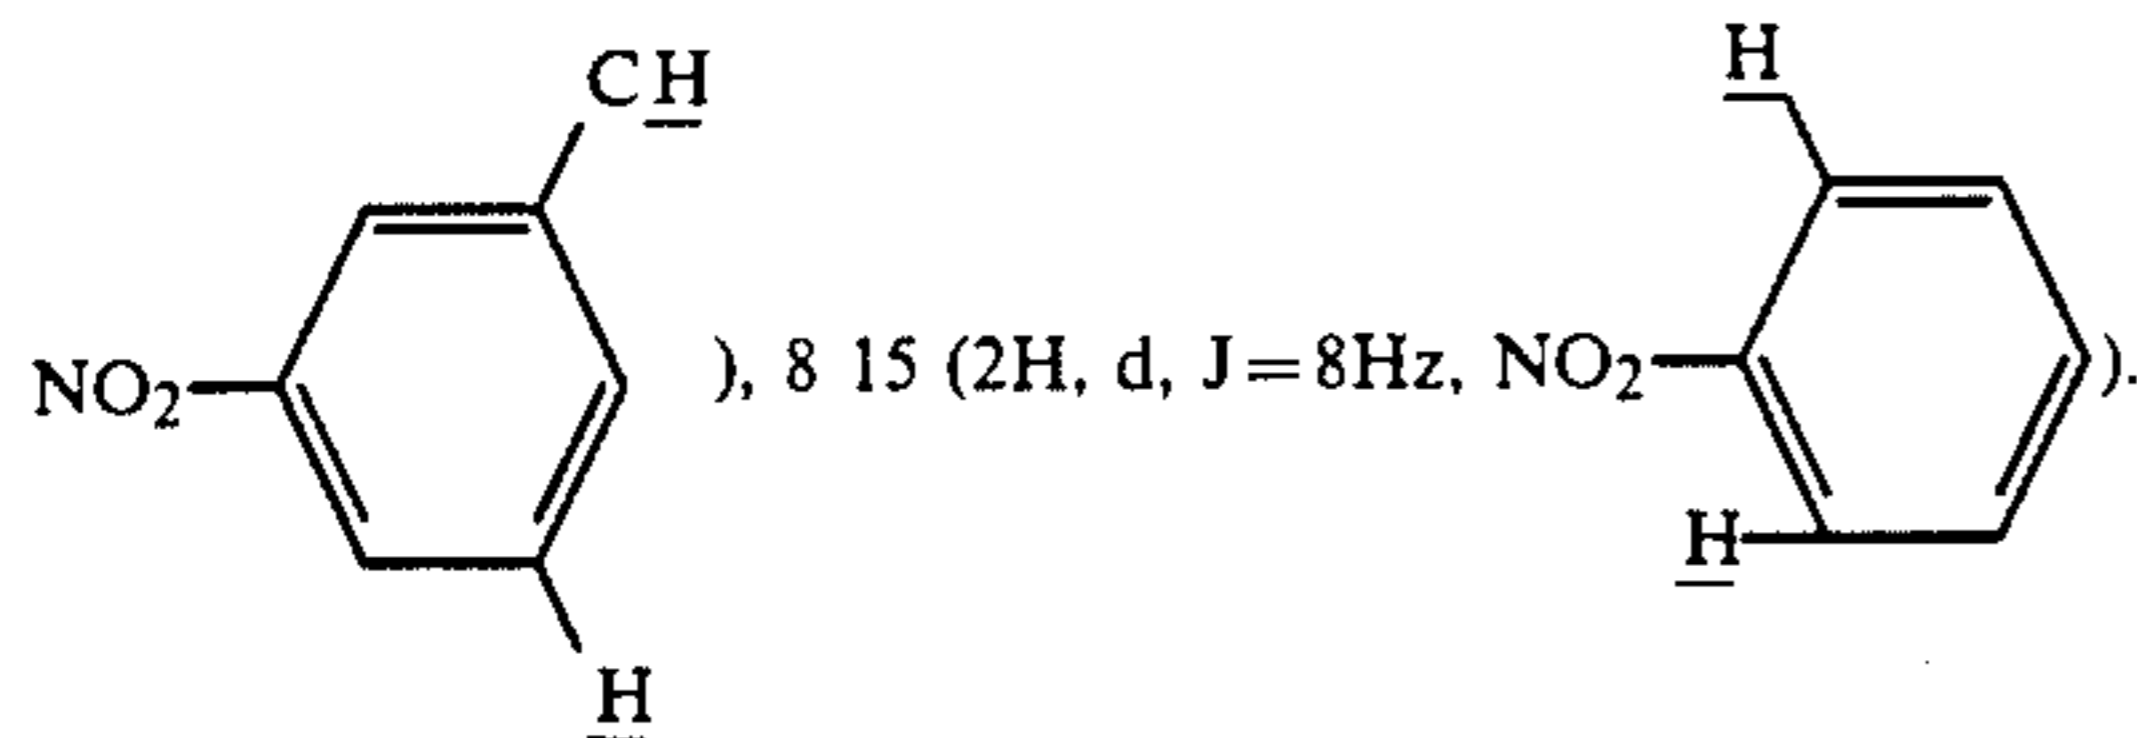 CH
H
NO2 ), 8 15 (2H, d, J=8Hz, NO2 ).
H
H